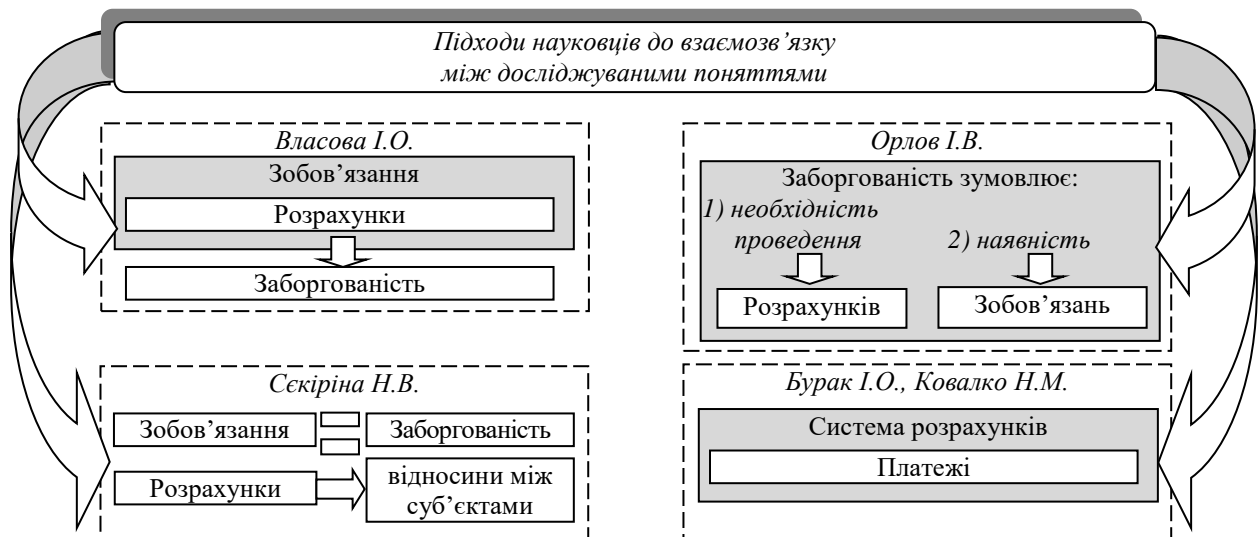 Підходи науковців до взаємозв’язку
між досліджуваними поняттями
Власова І.О.
Зобов’язання
Розрахунки
Заборгованість
Орлов І.В.
Заборгованість зумовлює:
1) необхідність
проведення
2) наявність
Розрахунків
Зобов’язань
Сєкіріна Н.В.
Зобов’язання
Заборгованість
Розрахунки
відносини між
суб’єктами
Бурак І.О., Ковалко Н.М.
Система розрахунків
Платежі